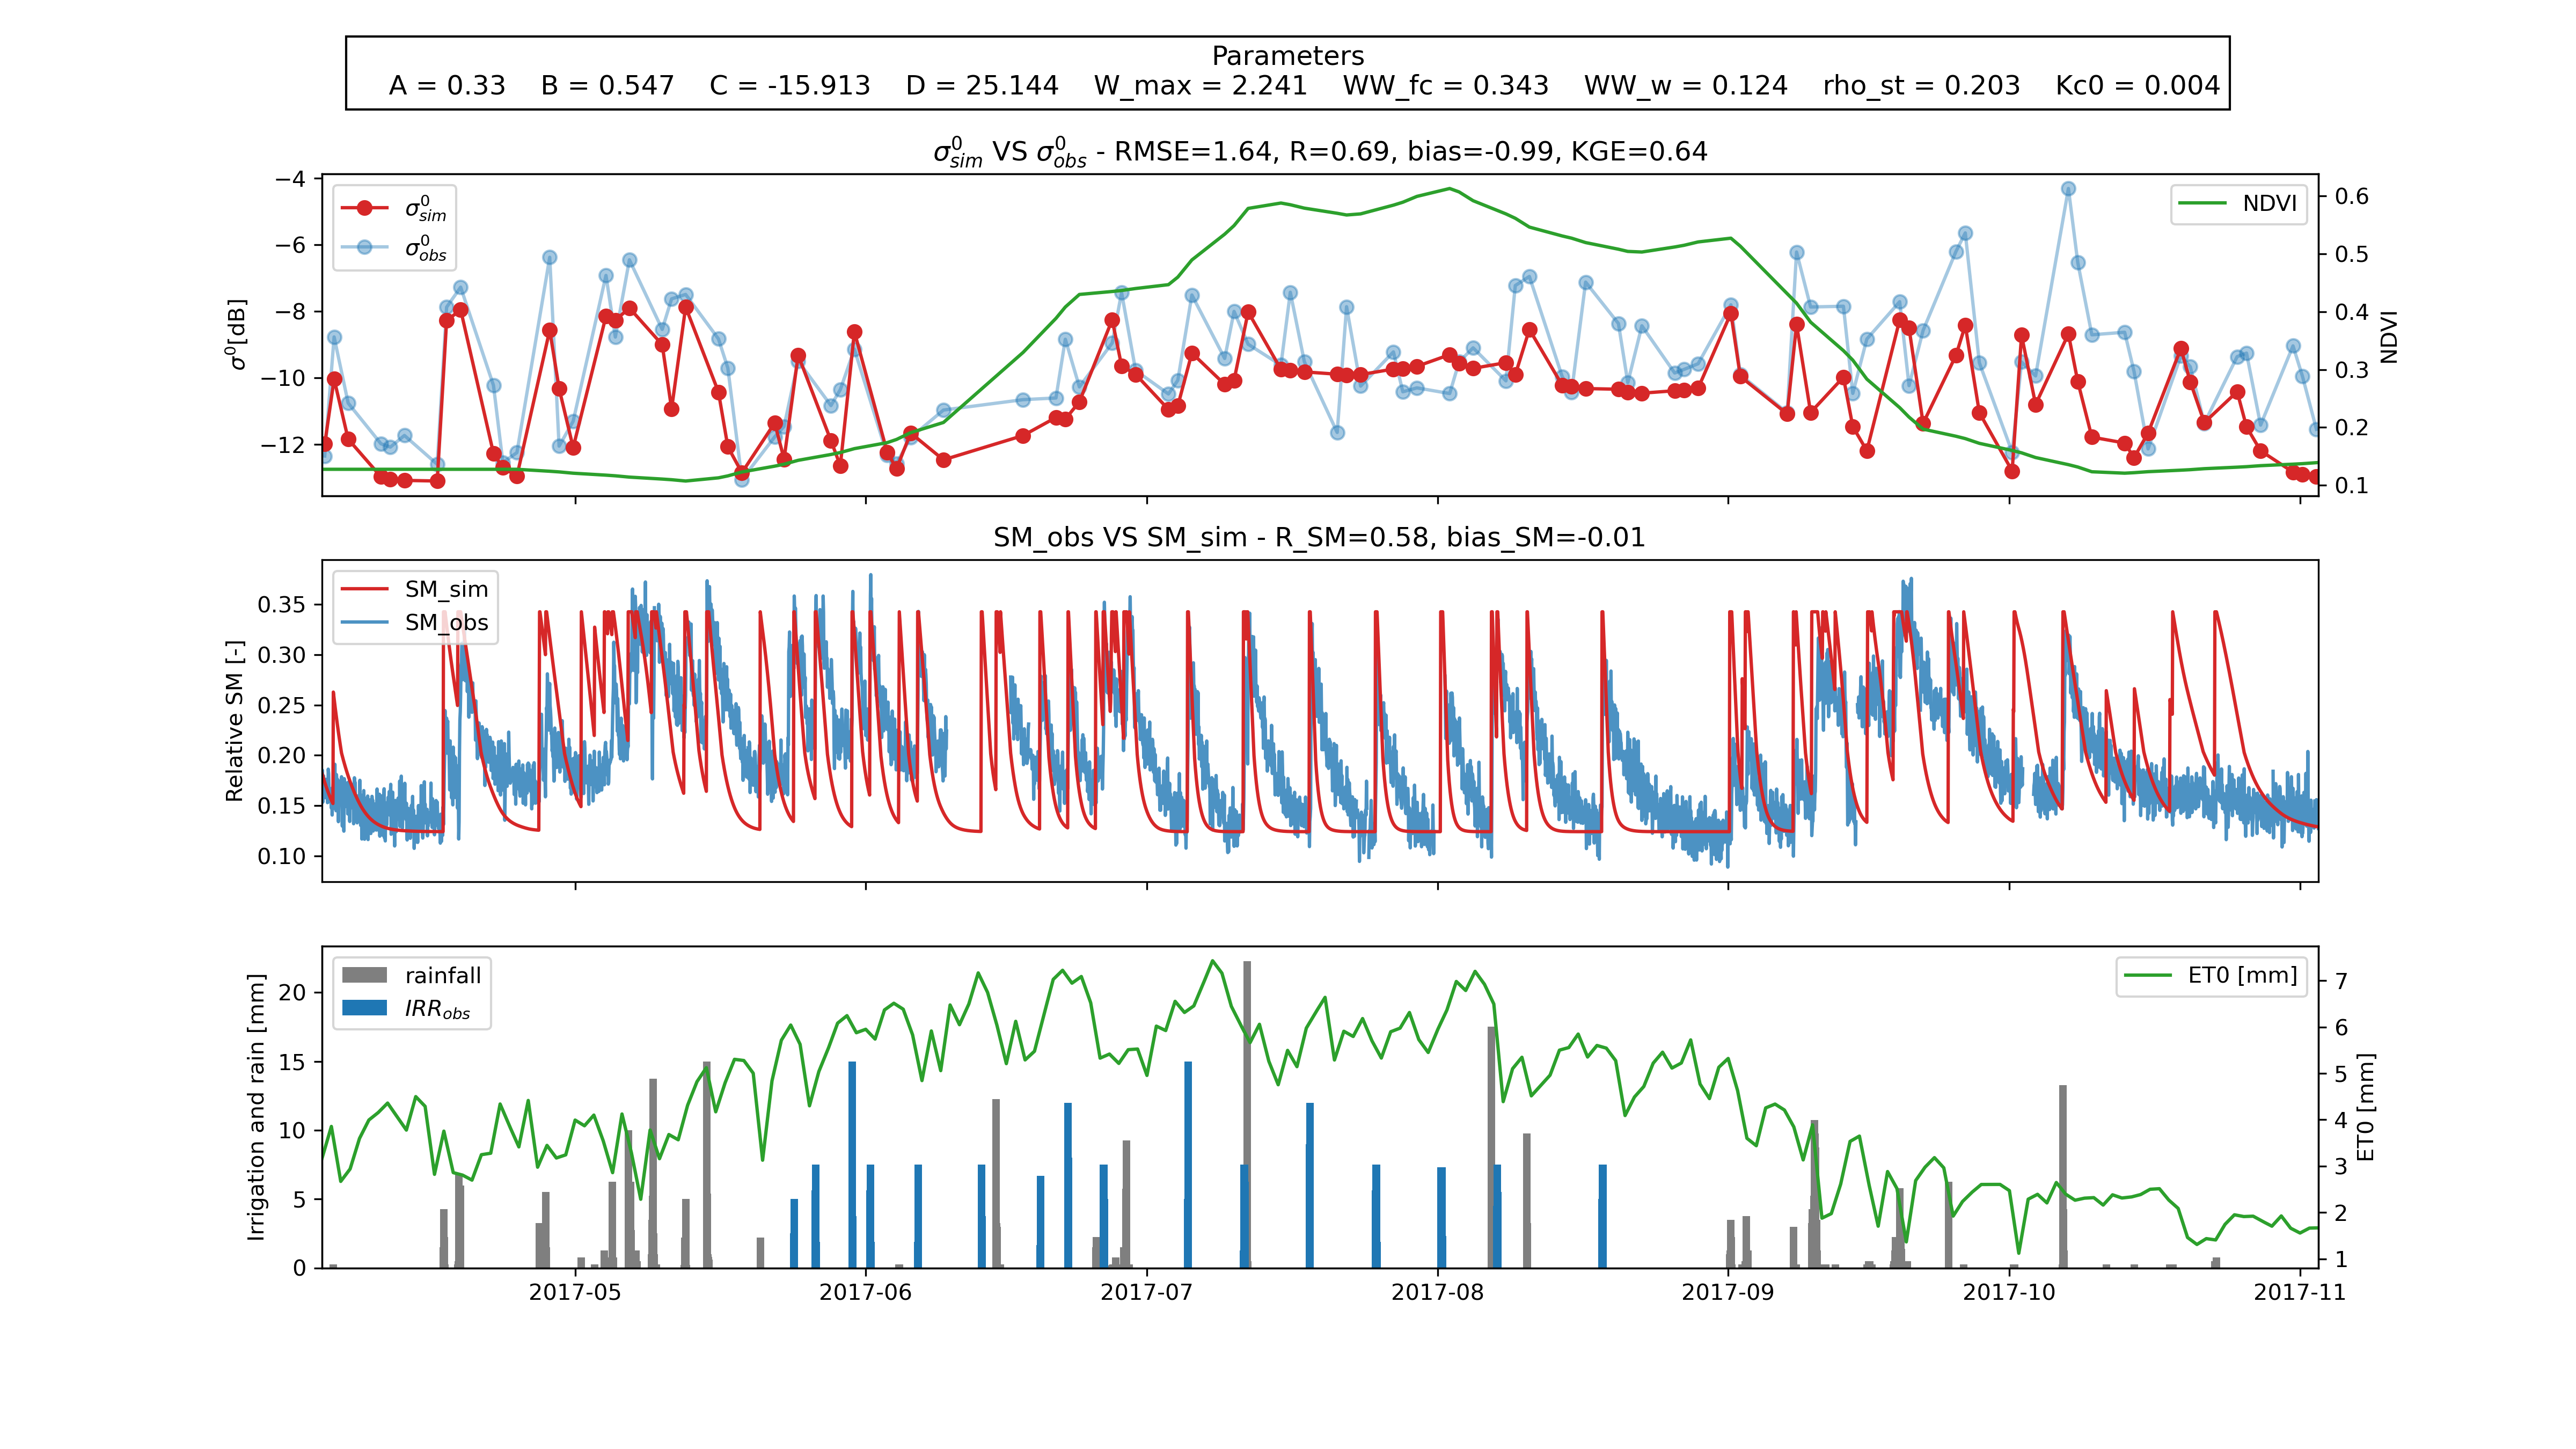 Parameters
A = 0.33 B = 0.547 C = -15.913 D = 25.144 W_max = 2.241 WW_fc = 0.343 WW_w = 0.124 rho_st = 0.203 Kc0 = 0.004
σ⁰sim VS σ⁰obs - RMSE=1.64, R=0.69, bias=-0.99, KGE=0.64
σ⁰sim
σ⁰obs
NDVI
−4
−6
−8
−10
−12
σ⁰[dB]
0.6
0.5
0.4
0.3
0.2
0.1
NDVI
SM_obs VS SM_sim - R_SM=0.58, bias_SM=-0.01
SM_sim
SM_obs
0.35
0.30
0.25
0.20
0.15
0.10
Relative SM [-]
rainfall
IRRobs
ET0 [mm]
20
15
10
5
0
Irrigation and rain [mm]
7
6
5
4
3
2
1
ET0 [mm]
2017-05 2017-06 2017-07 2017-08 2017-09 2017-10 2017-11